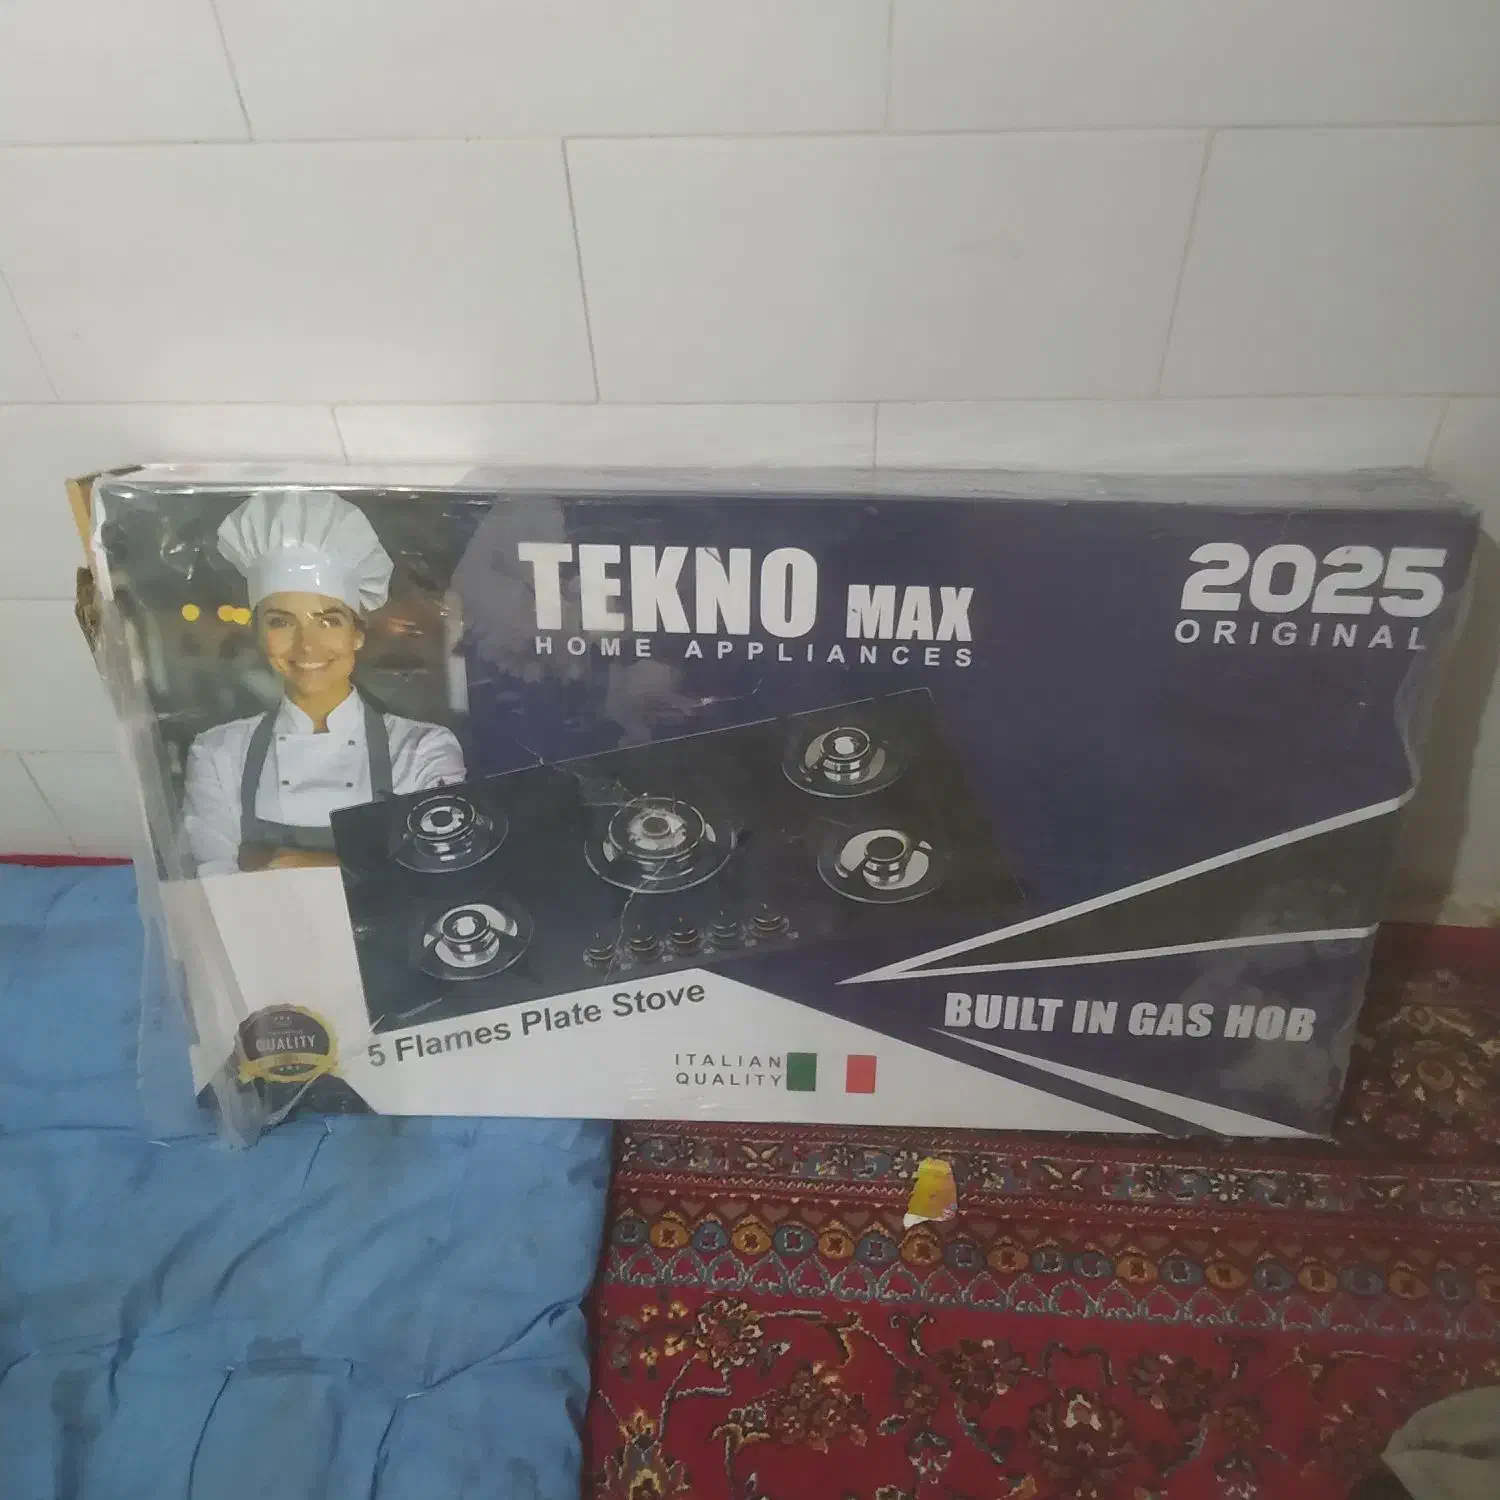 TEKNO MAX
HOME APPLIANCES
2025
ORIGINAL
5 Flames Plate Stove
QUALITY
ITALIAN
QUALITY
BUILT IN GAS HOB